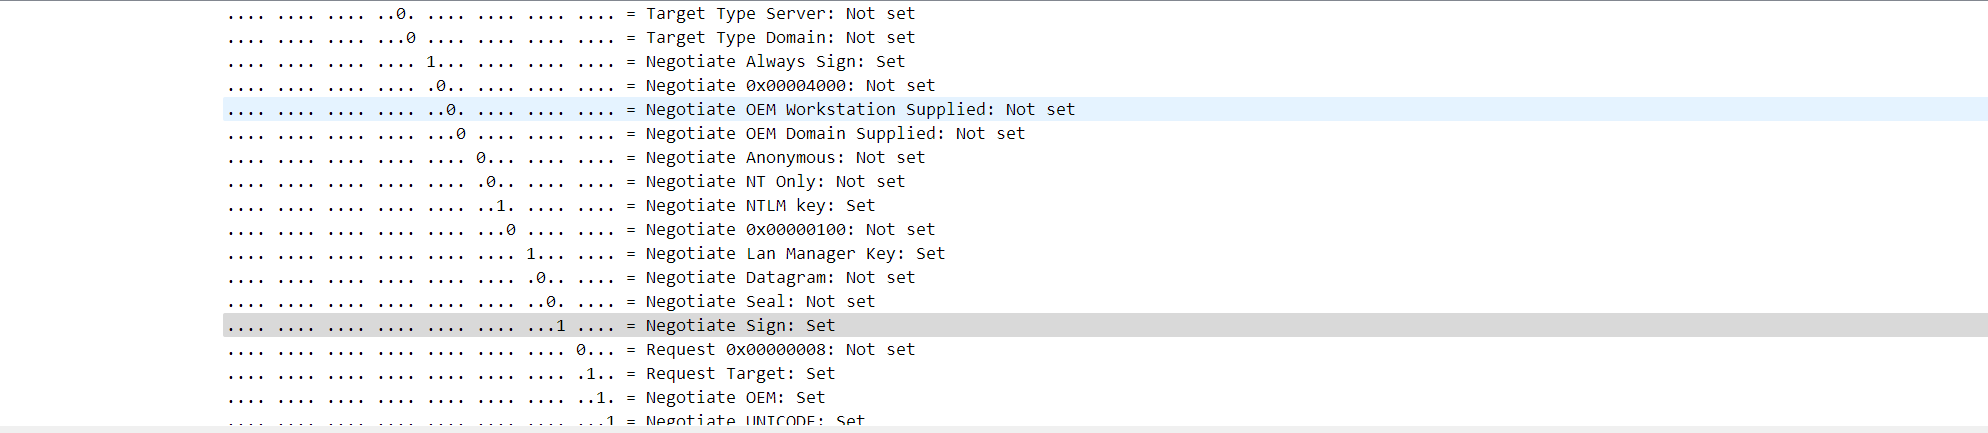 .... .... .... ..0. .... .... .... .... = Target Type Server: Not set
.... .... .... ...0 .... .... .... .... = Target Type Domain: Not set
.... .... .... .... 1... .... .... .... = Negotiate Always Sign: Set
.... .... .... .... .0.. .... .... .... = Negotiate 0x00004000: Not set
.... .... .... .... ..0. .... .... .... = Negotiate OEM Workstation Supplied: Not set
.... .... .... .... ...0 .... .... .... = Negotiate OEM Domain Supplied: Not set
.... .... .... .... .... 0... .... .... = Negotiate Anonymous: Not set
.... .... .... .... .... .0.. .... .... = Negotiate NT Only: Not set
.... .... .... .... .... ..1. .... .... = Negotiate NTLM key: Set
.... .... .... .... .... ...0 .... .... = Negotiate 0x00000100: Not set
.... .... .... .... .... .... 1... .... = Negotiate Lan Manager Key: Set
.... .... .... .... .... .... .0.. .... = Negotiate Datagram: Not set
.... .... .... .... .... .... ..0. .... = Negotiate Seal: Not set
.... .... .... .... .... .... ...1 .... = Negotiate Sign: Set
.... .... .... .... .... .... .... 0... = Request 0x00000008: Not set
.... .... .... .... .... .... .... .1.. = Request Target: Set
.... .... .... .... .... .... .... ..1. = Negotiate OEM: Set
.... .... .... .... .... .... .... ...1 = Negotiate UNICODE: Set